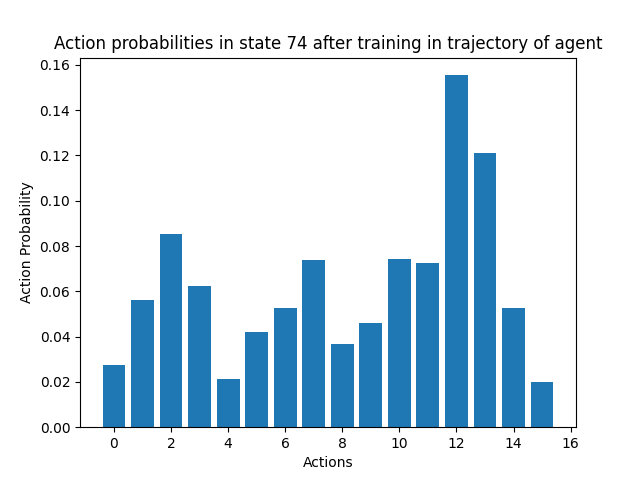 Action probabilities in state 74 after training in trajectory of agent
0.16
0.14
0.12
0.10
0.08
0.06
0.04
0.02
0.00
Action Probability
0 2 4 6 8 10 12 14 16
Actions